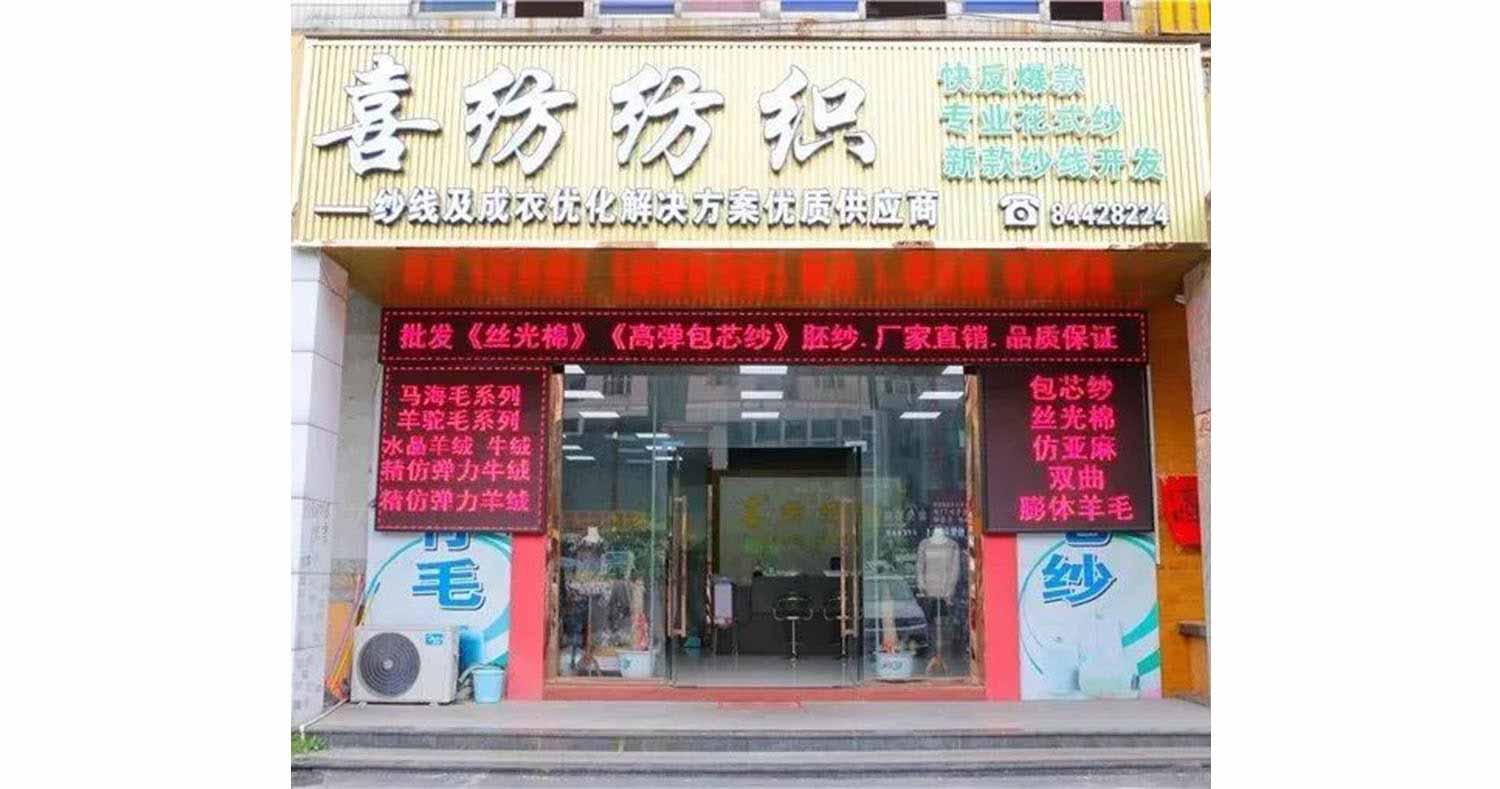 喜纺纺织
快反爆款
专业花式纱
新款纱线开发
—纱线及成衣优化解决方案优质供应商
84428224
批发《丝光棉》《高弹包芯纱》胚纱.厂家直销.品质保证
马海毛系列
羊驼毛系列
水晶羊绒 牛绒
精仿弹力牛绒
精仿弹力羊绒
包芯纱
丝光棉
仿亚麻
双曲
膨体羊毛
毛
纱